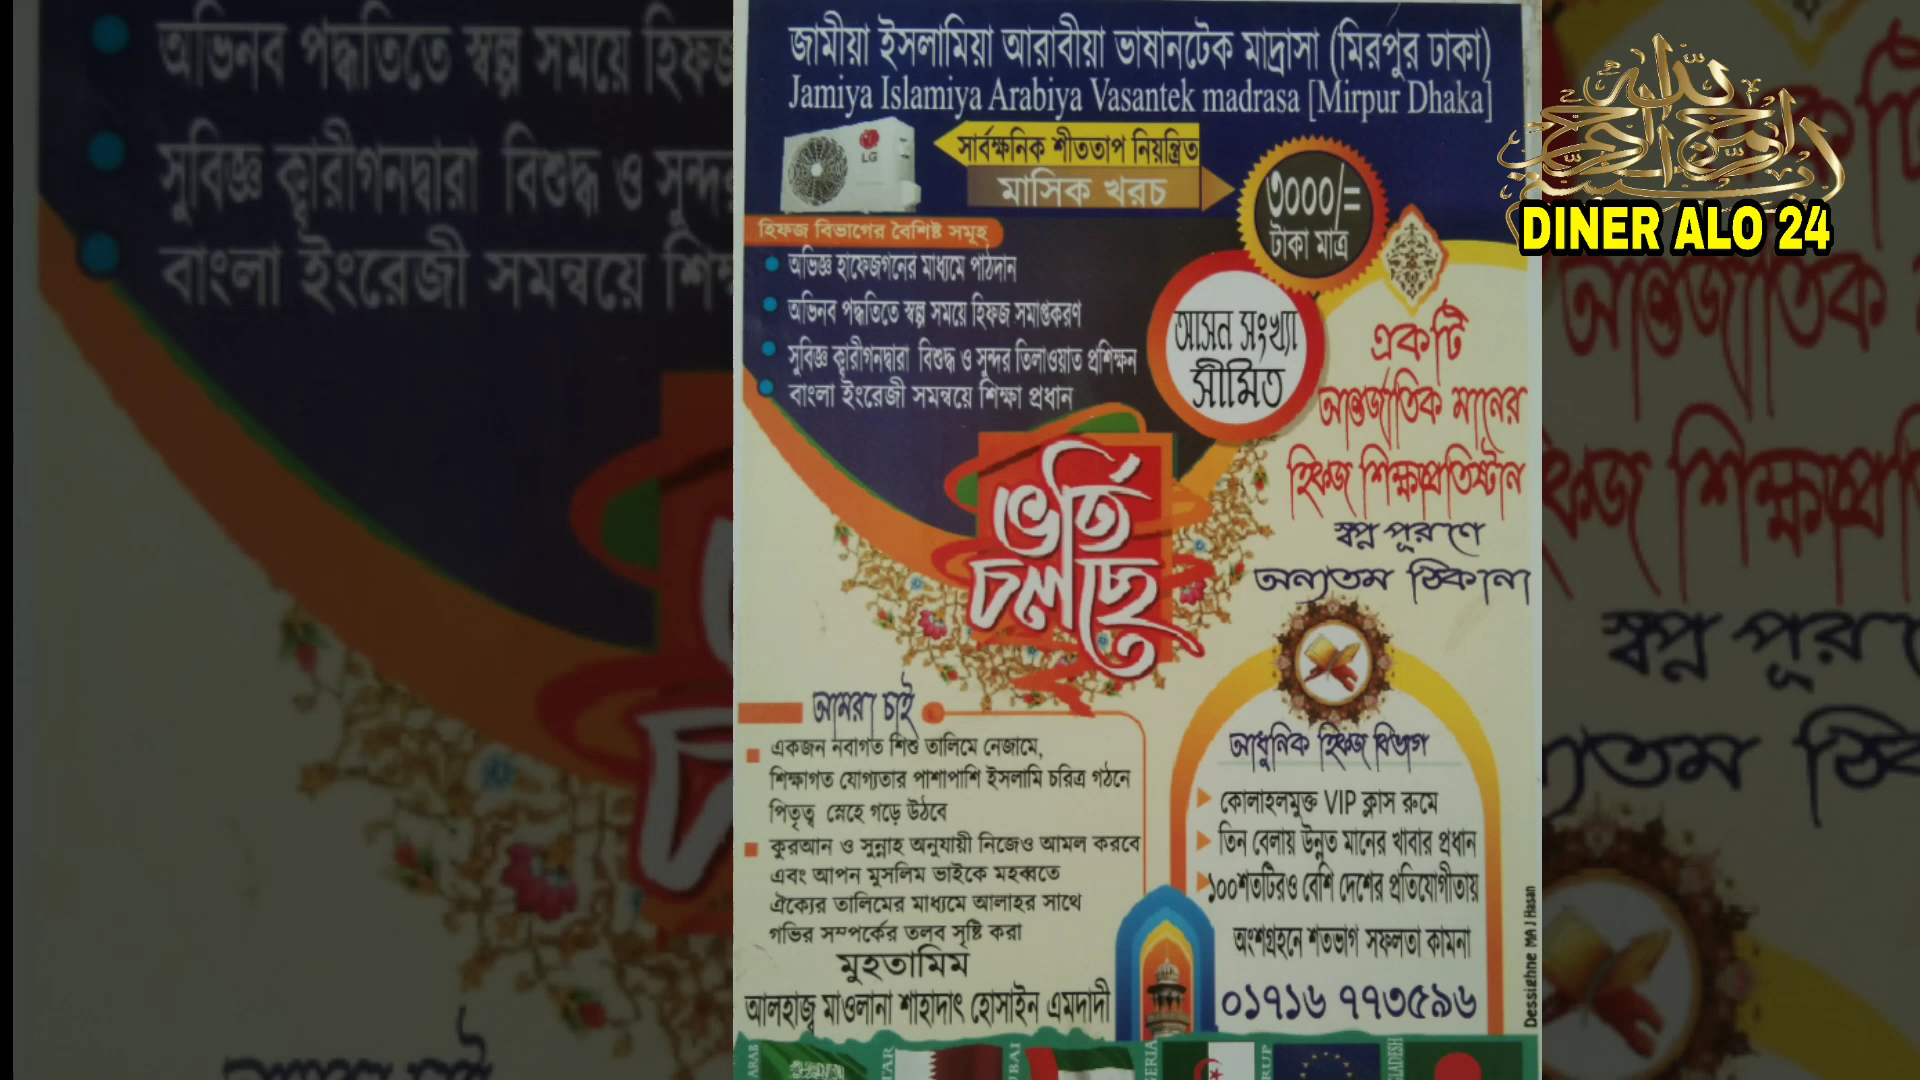 জামীয়া ইসলামিয়া আরাবীয়া ভাষানটেক মাদ্রাসা (মিরপুর ঢাকা)
Jamiya Islamiya Arabiya Vasantek madrasa [Mirpur Dhaka]
LG
সার্বক্ষনিক শীততাপ নিয়ন্ত্রিত
মাসিক খরচ
৩০০০/=
টাকা মাত্র
DINER ALO 24
হিফজ বিভাগের বৈশিষ্ট সমূহ
অভিজ্ঞ হাফেজগনের মাধ্যমে পাঠদান
অভিনব পদ্ধতিতে স্বল্প সময়ে হিফজ সমাপ্তকরণ
সুবিজ্ঞ ক্বারীগনদ্বারা বিশুদ্ধ ও সুন্দর তিলাওয়াত প্রশিক্ষন
বাংলা ইংরেজী সমন্বয়ে শিক্ষা প্রধান
আসন সংখ্যা
সীমিত
একটি
আন্তর্জাতিক মানের
হিফজ শিক্ষাপ্রতিষ্টান
স্বপ্ন পূরণে
অন্যতম ঠিকানা
ভর্তি
চলছে
আমরা চাই
একজন নবাগত শিশু তালিমে নেজামে,
শিক্ষাগত যোগ্যতার পাশাপাশি ইসলামি চরিত্র গঠনে
পিতৃত্ব স্নেহে গড়ে উঠবে
কুরআন ও সুন্নাহ অনুযায়ী নিজেও আমল করবে
এবং আপন মুসলিম ভাইকে মহব্বতে
ঐক্যের তালিমের মাধ্যমে আলাহর সাথে
গভির সম্পর্কের তলব সৃষ্টি করা
মুহতামিম
আলহাজ্ব মাওলানা শাহাদাৎ হোসাইন এমদাদী
আধুনিক হিফজ বিভাগ
কোলাহলমুক্ত VIP ক্লাস রুমে
তিন বেলায় উন্নত মানের খাবার প্রধান
১০০শতটিরও বেশি দেশের প্রতিযোগীতায়
অংশগ্রহনে শতভাগ সফলতা কামনা
০১৭১৬ ৭৭৩৫৯৬
Dessighne MA J Hasan